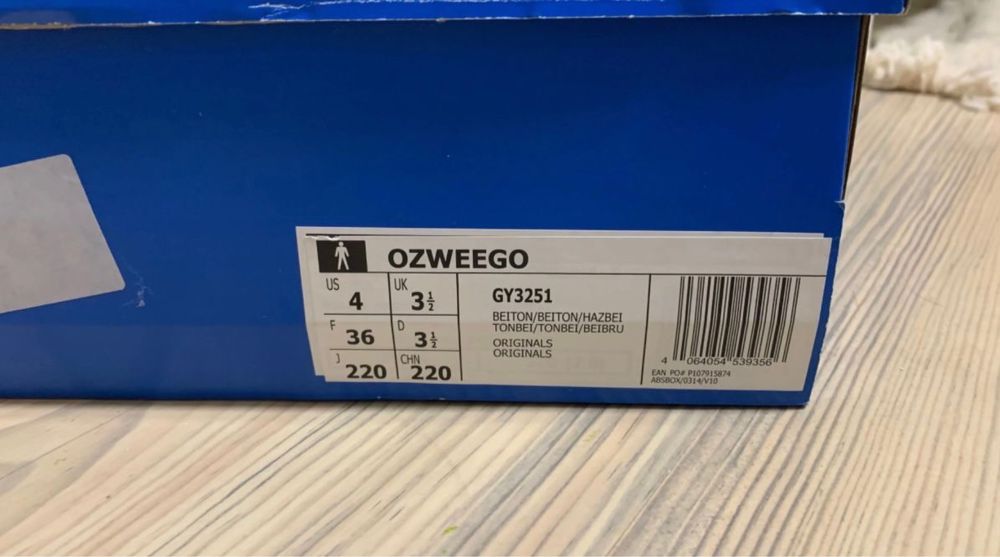 OZWEEGO
US 4 UK 3½
F 36 D 3½
J 220 CHN 220
GY3251
BEITON/BEITON/HAZBEI
TONBEI/TONBEI/BEIBRU
ORIGINALS
ORIGINALS
4 064054 539356
EAN PO# P107915874
ABSBOX/0314/V10